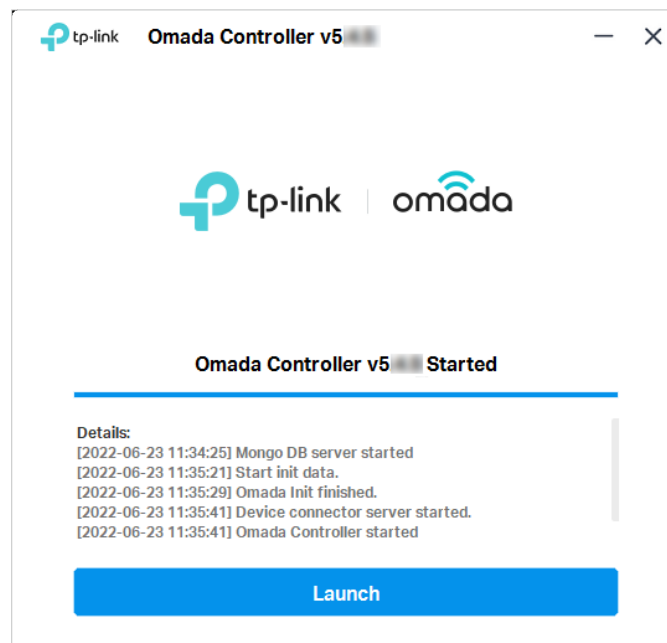 tp-link Omada Controller v5
tp-link | omada
Omada Controller v5 Started
Details:
[2022-06-23 11:34:25] Mongo DB server started
[2022-06-23 11:35:21] Start init data.
[2022-06-23 11:35:29] Omada Init finished.
[2022-06-23 11:35:41] Device connector server started.
[2022-06-23 11:35:41] Omada Controller started
Launch